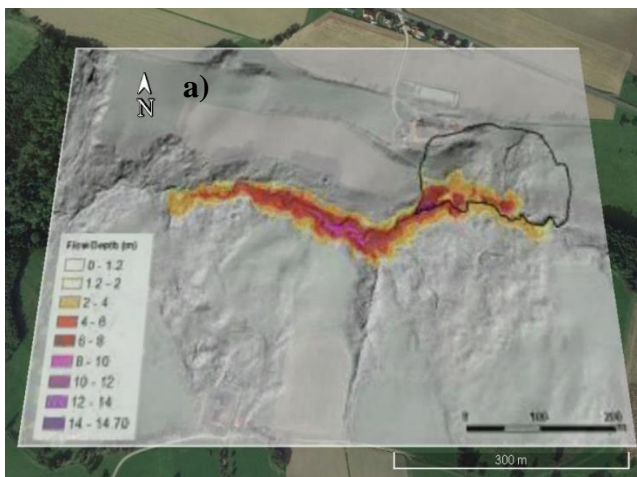 a)
N
Flow Depth (m)
0 - 1.2
1.2 - 2
2 - 4
4 - 6
6 - 8
8 - 10
10 - 12
12 - 14
14 - 14.70
0 100 200
m
300 m